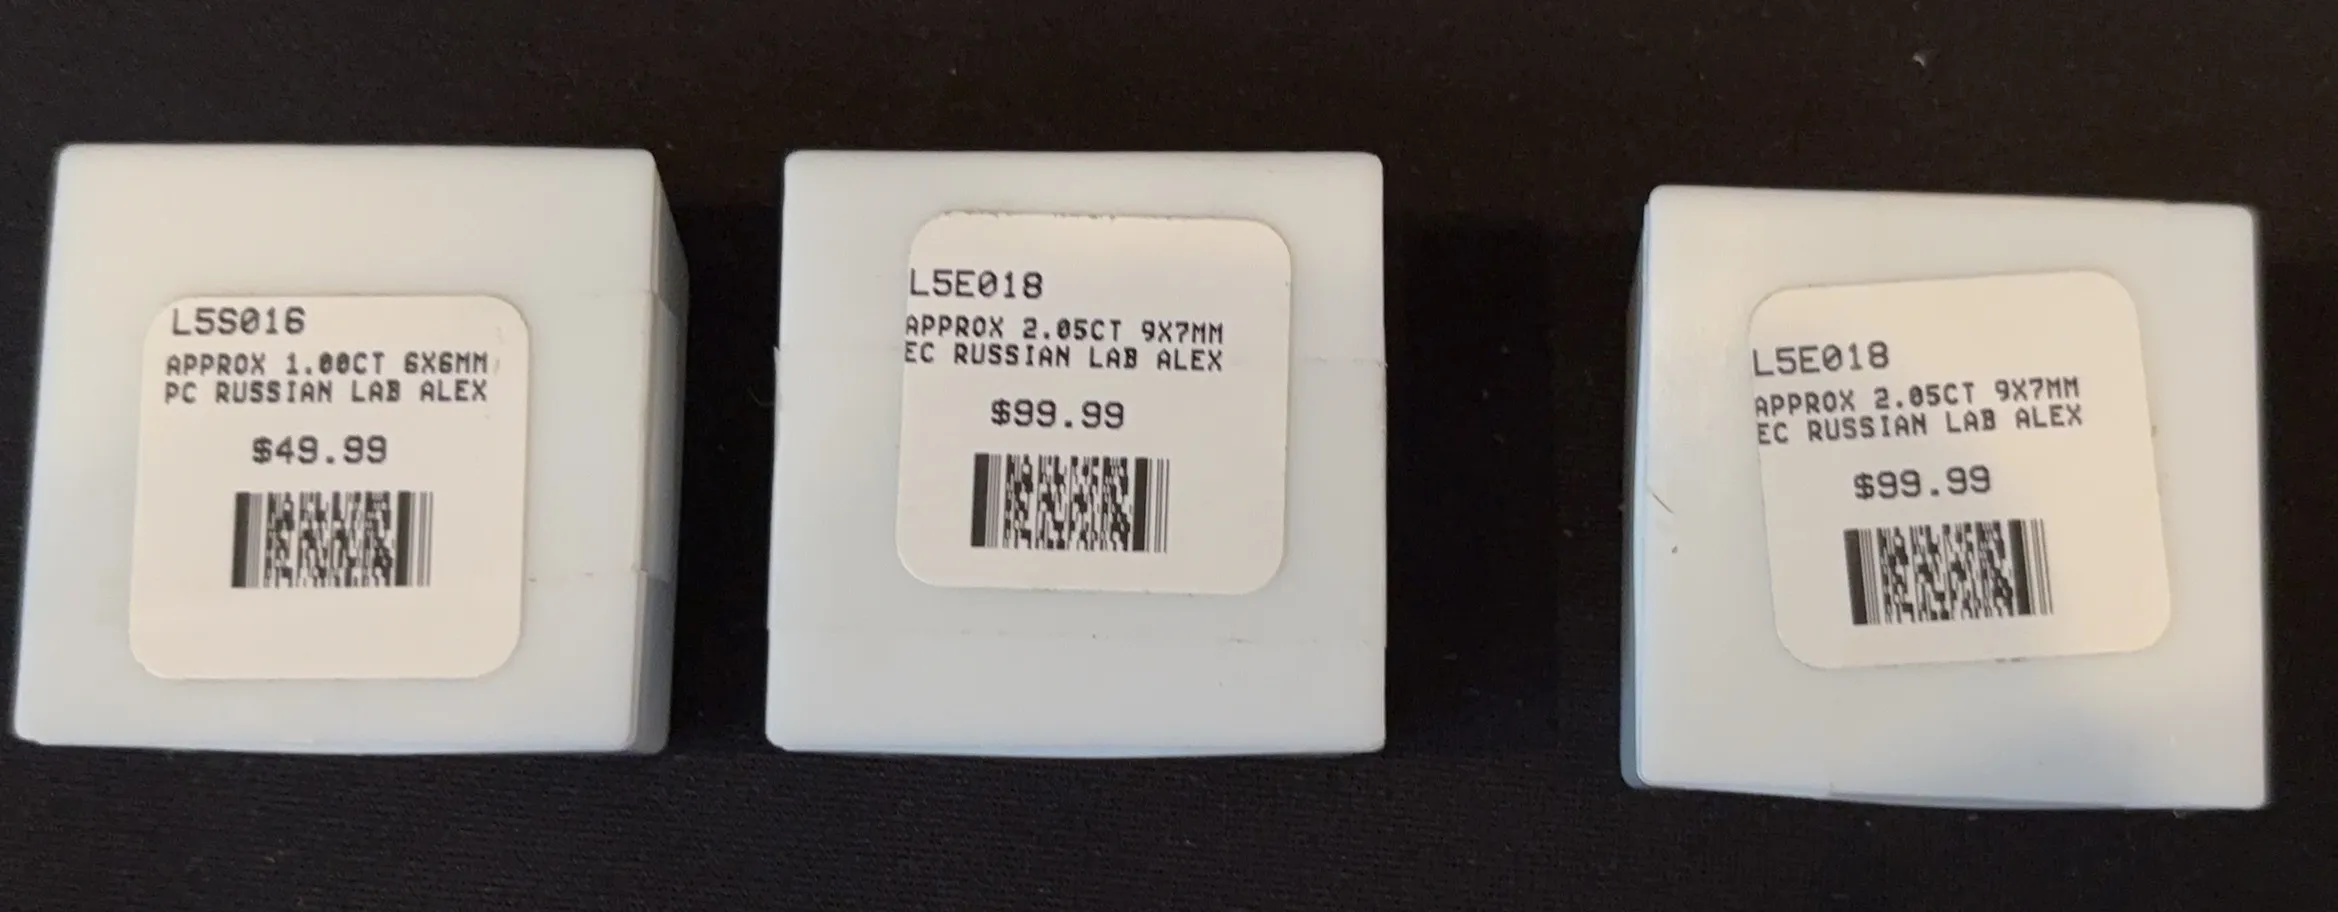 L5S016
APPROX 1.00CT 6X6MM
PC RUSSIAN LAB ALEX
$49.99
L5E018
APPROX 2.05CT 9X7MM
EC RUSSIAN LAB ALEX
$99.99
L5E018
APPROX 2.05CT 9X7MM
EC RUSSIAN LAB ALEX
$99.99